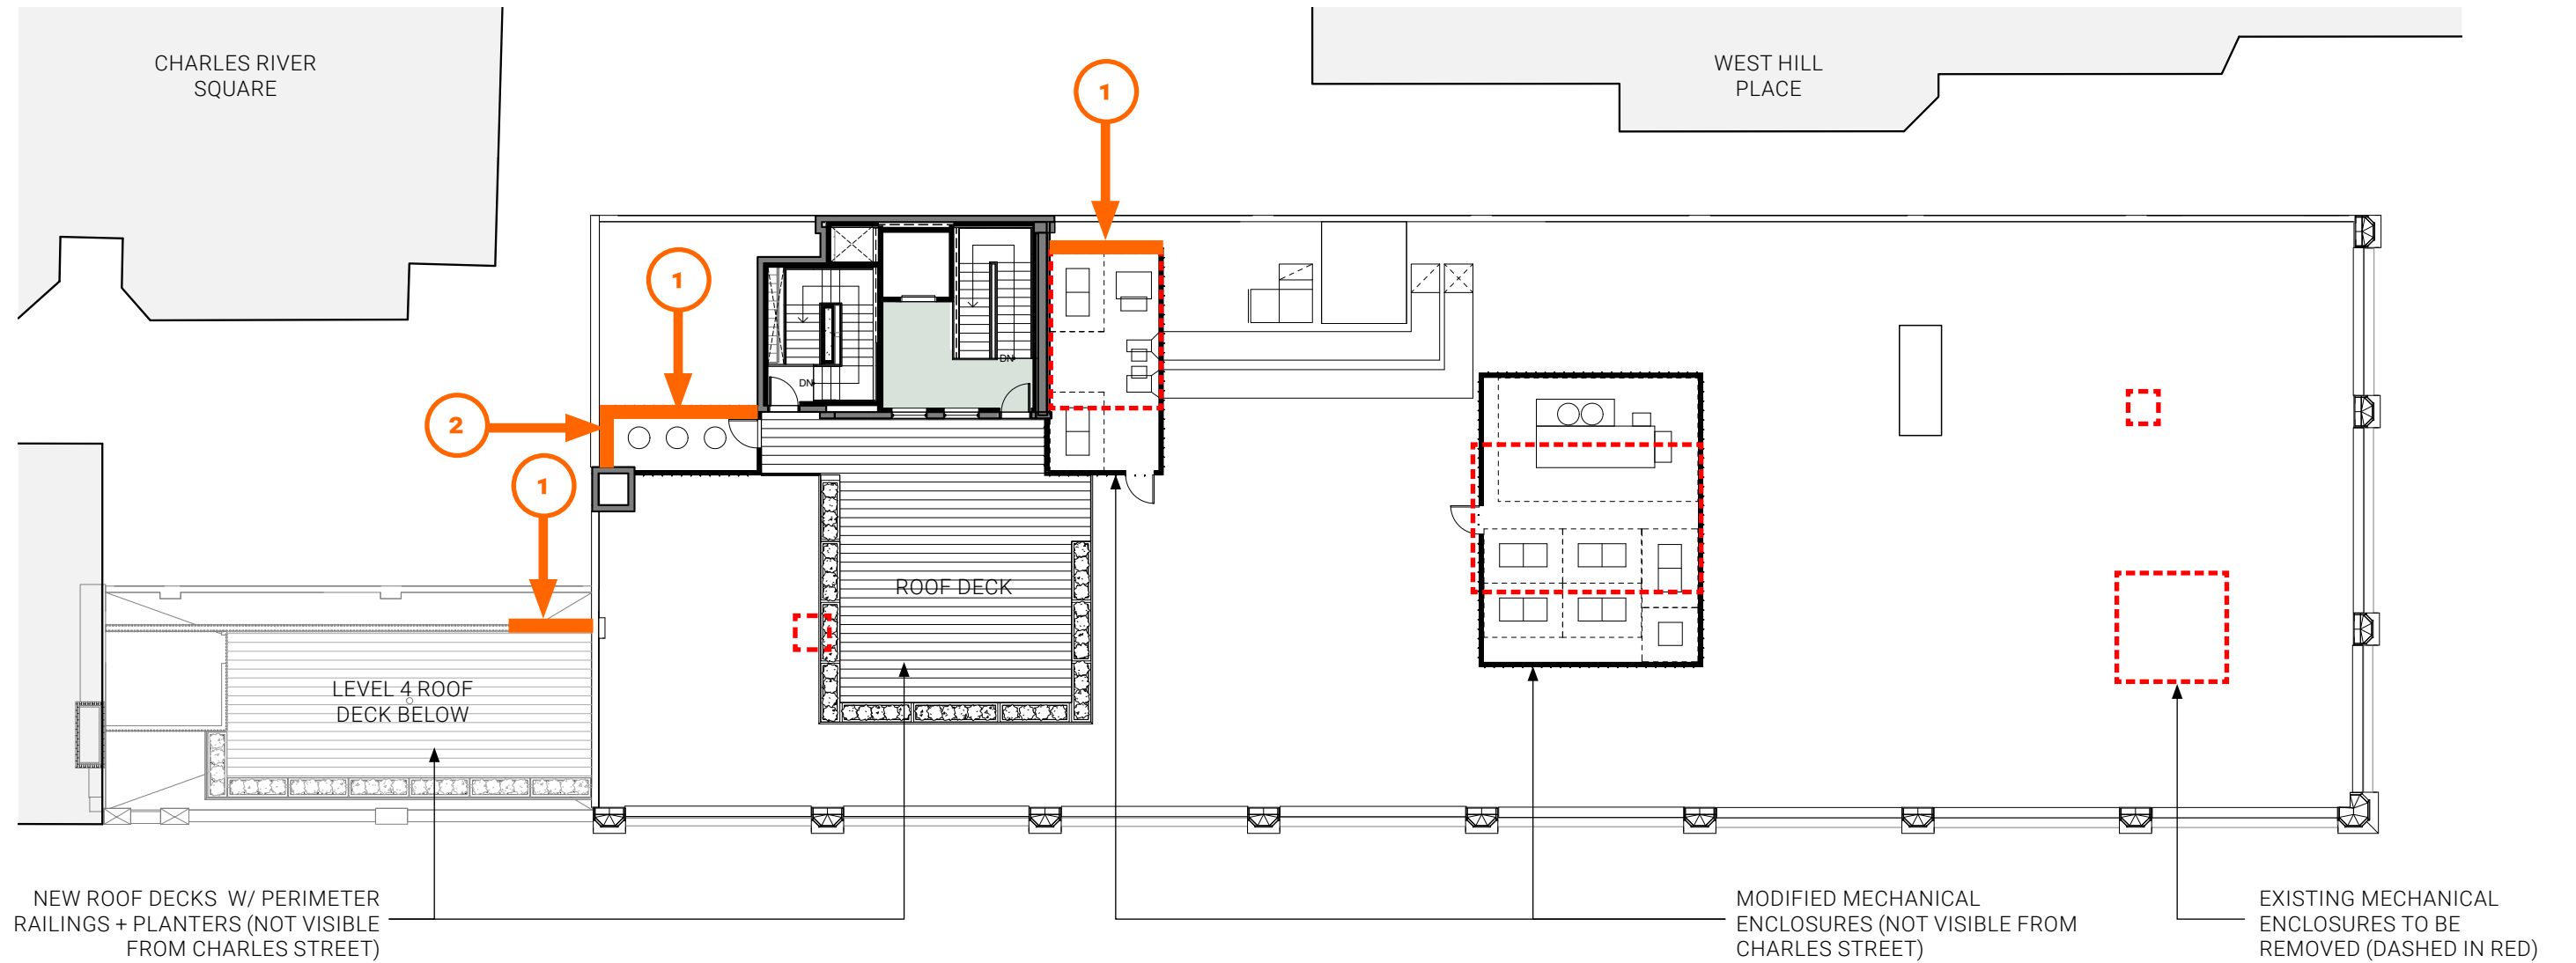 CHARLES RIVER
SQUARE
WEST HILL
PLACE
1
1
2
1
DN
DN
ROOF DECK
LEVEL 4 ROOF
DECK BELOW
NEW ROOF DECKS W/ PERIMETER
RAILINGS + PLANTERS (NOT VISIBLE
FROM CHARLES STREET)
MODIFIED MECHANICAL
ENCLOSURES (NOT VISIBLE FROM
CHARLES STREET)
EXISTING MECHANICAL
ENCLOSURES TO BE
REMOVED (DASHED IN RED)